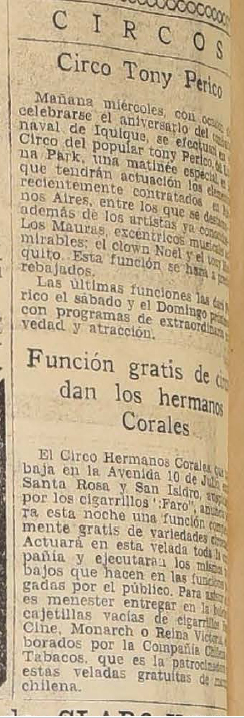 CIRCOS
Circo Tony Perico
Mañana miércoles, con
celebrarse el aniversario del
naval de Iquique, se efectuará en
Circo del popular tony Perico,
na Park, una matinée especial,
que tendrán actuación los
recientemente contratados en
nos Aires, entre los que se
además de los artistas ya
Los Mauras, excéntricos musicales
mirables; el clown Noel y el tony
quito. Esta función se hará a
rebajados.
Las últimas funciones las dará
rico el sábado y el Domingo
con programas de extraordinaria
vedad y atracción.
Función gratis de circo
dan los hermanos
Corales
El Circo Hermanos Corales, que
baja en la Avenida 10 de Julio,
Santa Rosa y San Isidro,
por los cigarrillos "Faro",
ra esta noche una función
mente gratis de variedades
Actuará en esta velada toda la
pañía y ejecutarán los mismos
bajos que hacen en las funciones
gadas por el público. Para
es menester entregar en la
cajetillas vacías de cigarrillos
Cine, Monarch o Reina Victoria,
borados por la Compañía
Tabacos, que es la patrocinadora
estas veladas gratuitas de
chilena.